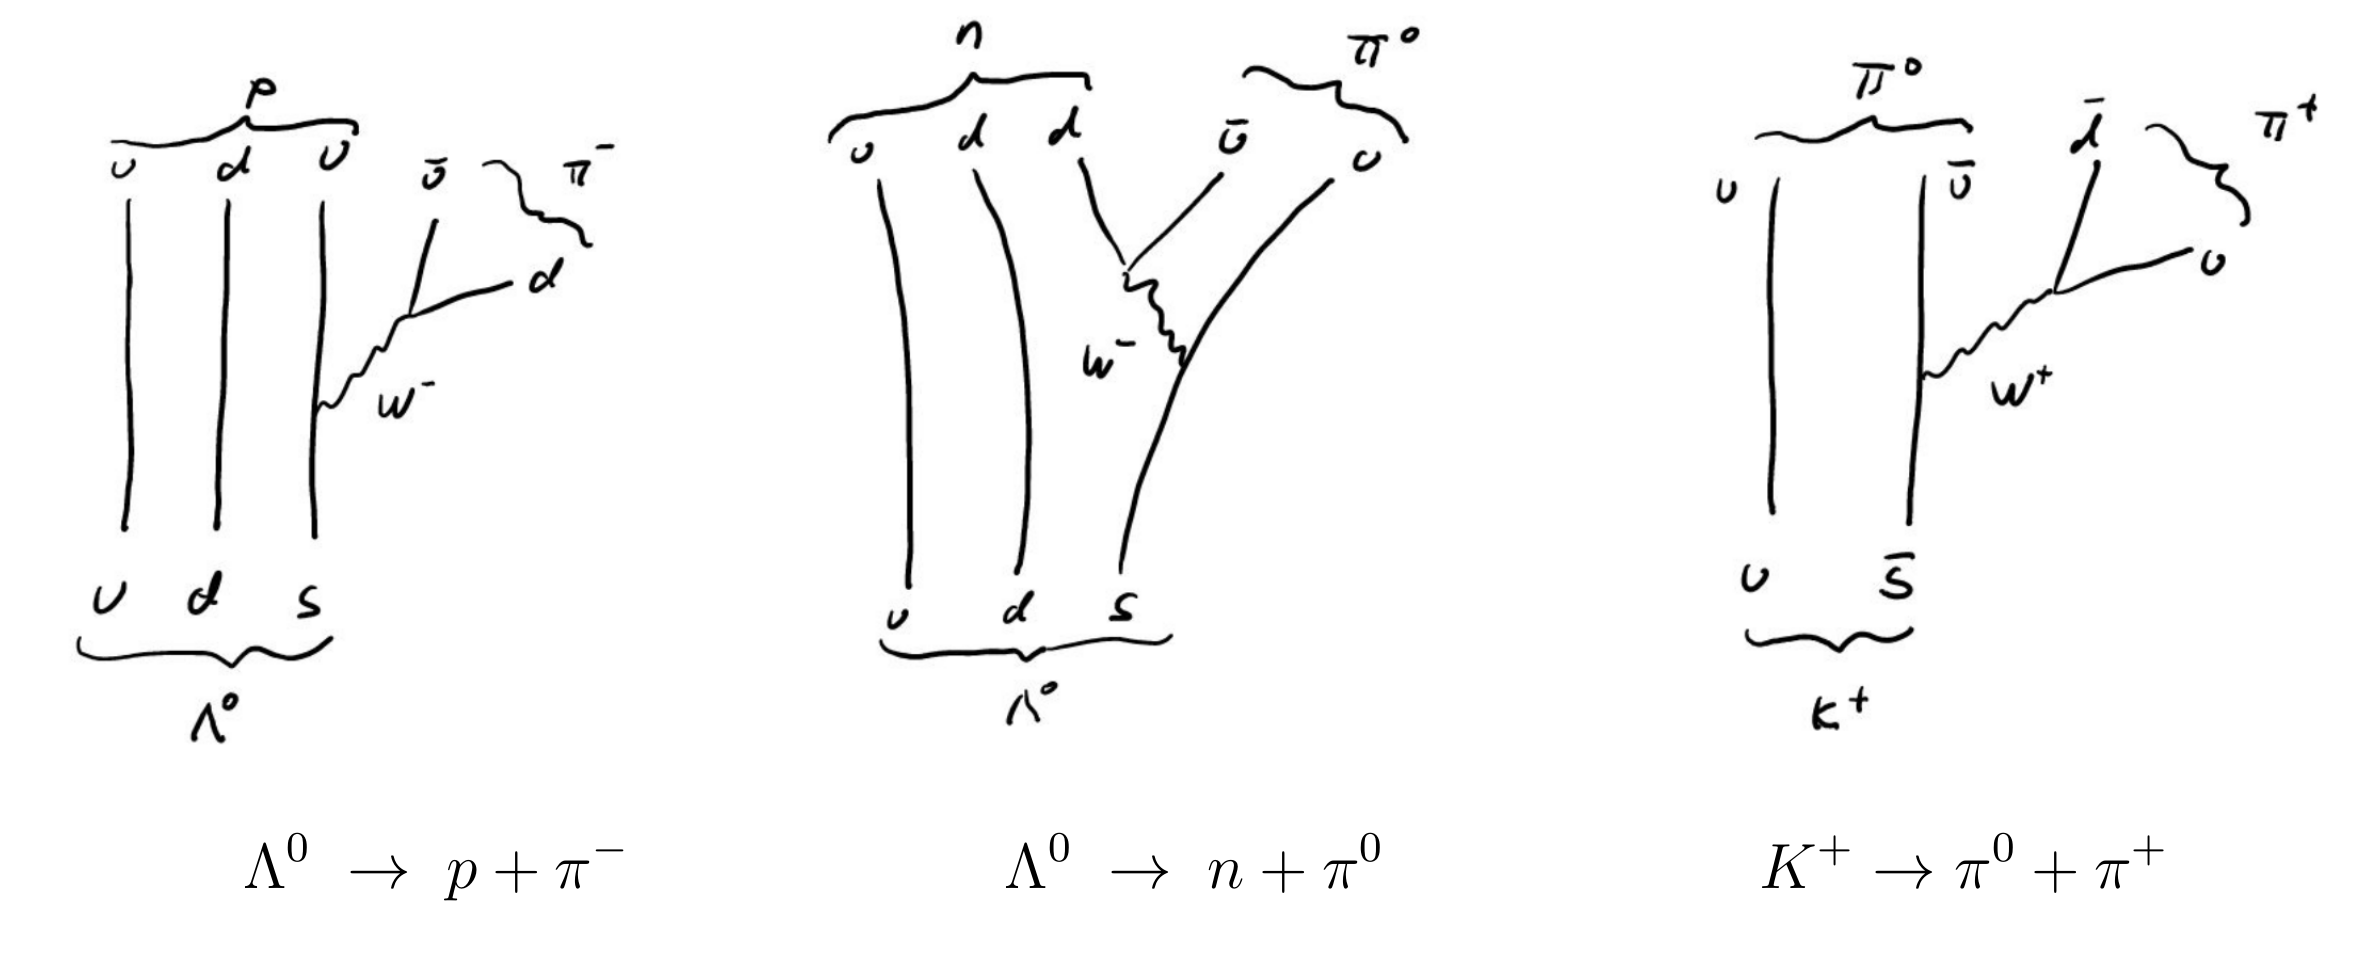 n π⁰
p π⁰ π⁺
u d u ū π⁻ d
u d d ū u
u ū d̄ u
W⁻ W⁻ W⁺
u d s u d s u s̄
Λ⁰ Λ⁰ K⁺
Λ⁰ → p + π⁻ Λ⁰ → n + π⁰ K⁺ → π⁰ + π⁺